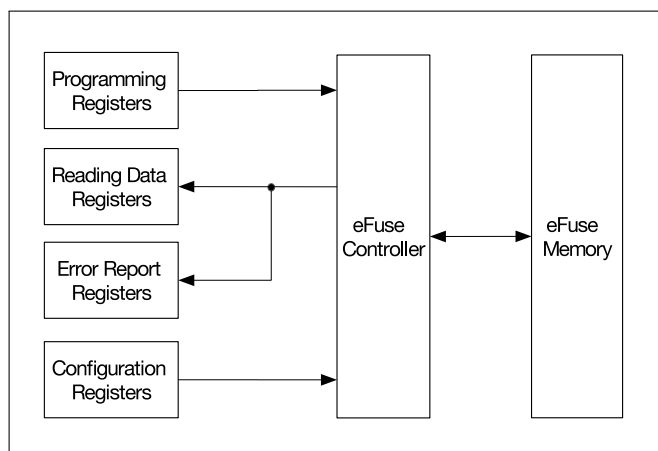 Programming
Registers
Reading Data
Registers
Error Report
Registers
Configuration
Registers
eFuse
Controller
eFuse
Memory